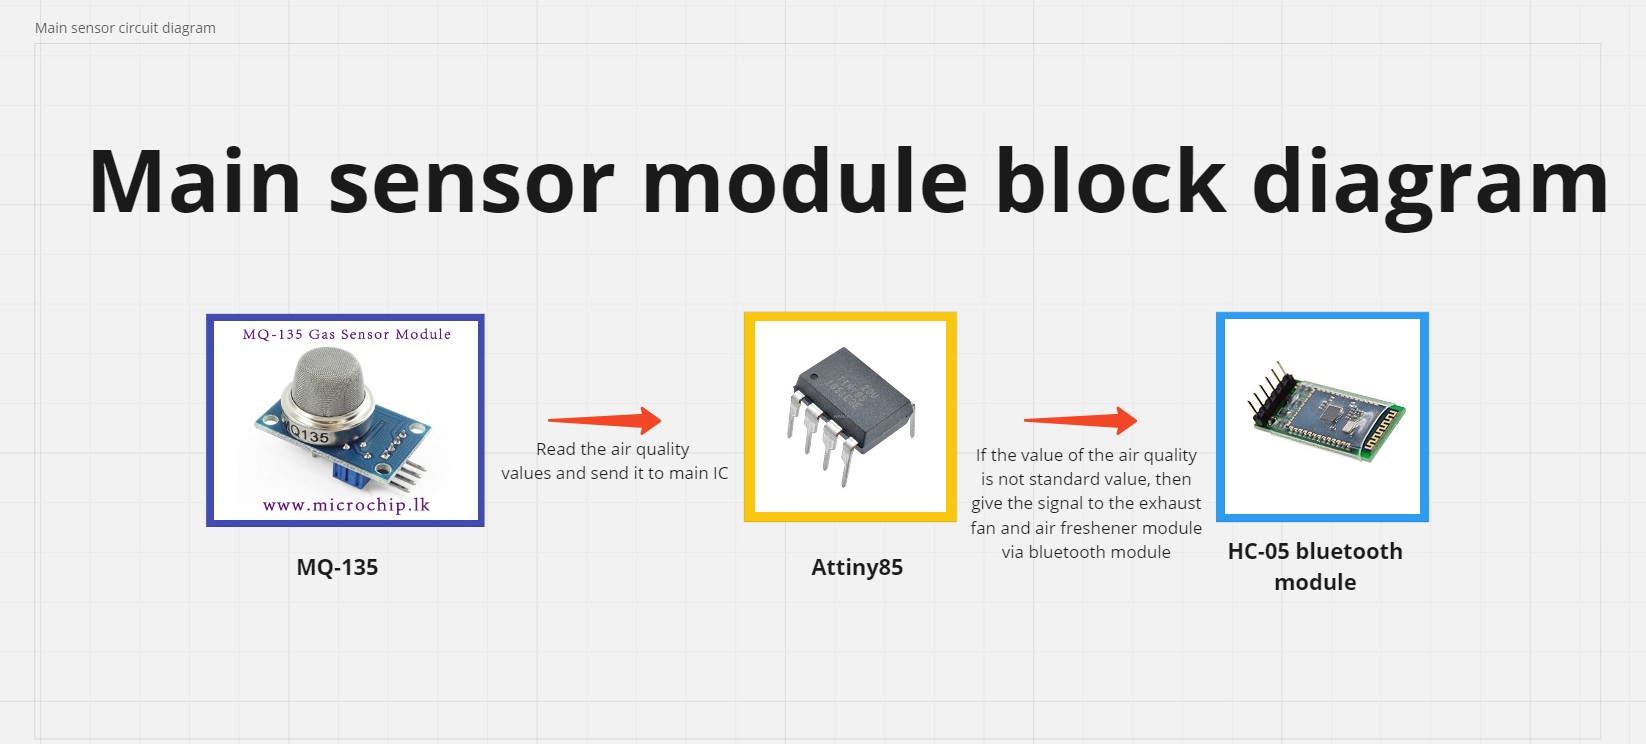 Main sensor circuit diagram
Main sensor module block diagram
MQ-135 Gas Sensor Module
MQ135
www.microchip.lk
MQ-135
Read the air quality
values and send it to main IC
Attiny85
If the value of the air quality
is not standard value, then
give the signal to the exhaust
fan and air freshener module
via bluetooth module
HC-05 bluetooth
module